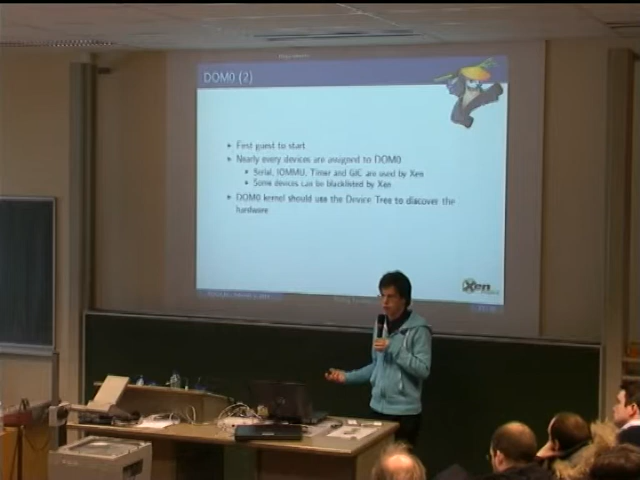 DOM0 (2)
First guest to start
Nearly every devices are assigned to DOM0
Serial, IOMMU, Timer and GIC are used by Xen
Some devices can be blacklisted by Xen
DOM0 kernel should use the Device Tree to discover the
hardware
Xen